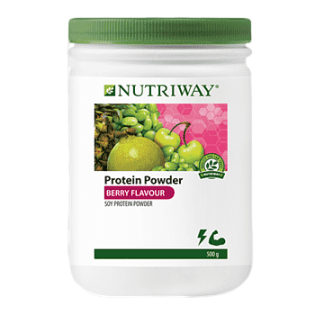 NUTRIWAY®
Protein Powder
BERRY FLAVOUR
SOY PROTEIN POWDER
500 g